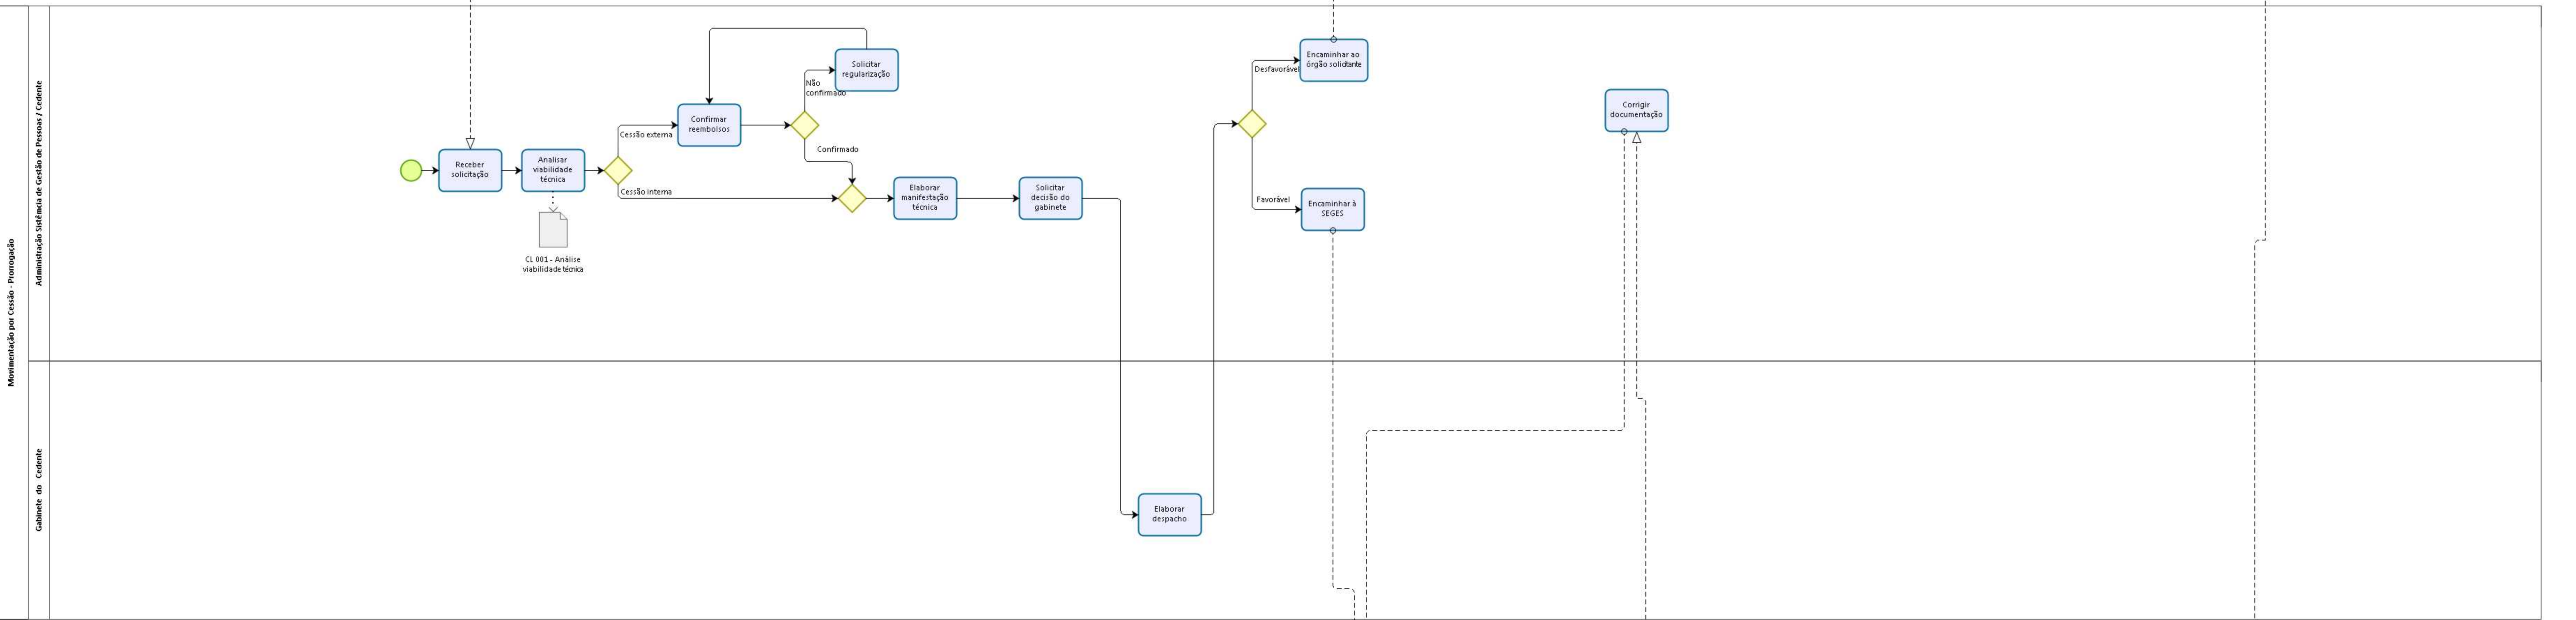 Movimentação por Cessão - Prorrogação
Administração Sistêmcia de Gestão de Pessoas / Cedente
Gabinete do Cedente
Receber
solicitação
Analisar
viabilidade
técnica
CL 001 - Análise
viabilidade técnica
Cessão externa
Cessão interna
Confirmar
reembolsos
Não
confirmado
Solicitar
regularização
Confirmado
Elaborar
manifestação
técnica
Solicitar
decisão do
gabinete
Elaborar
despacho
Desfavorável
Encaminhar ao
órgão solicitante
Favorável
Encaminhar à
SEGES
Corrigir
documentação